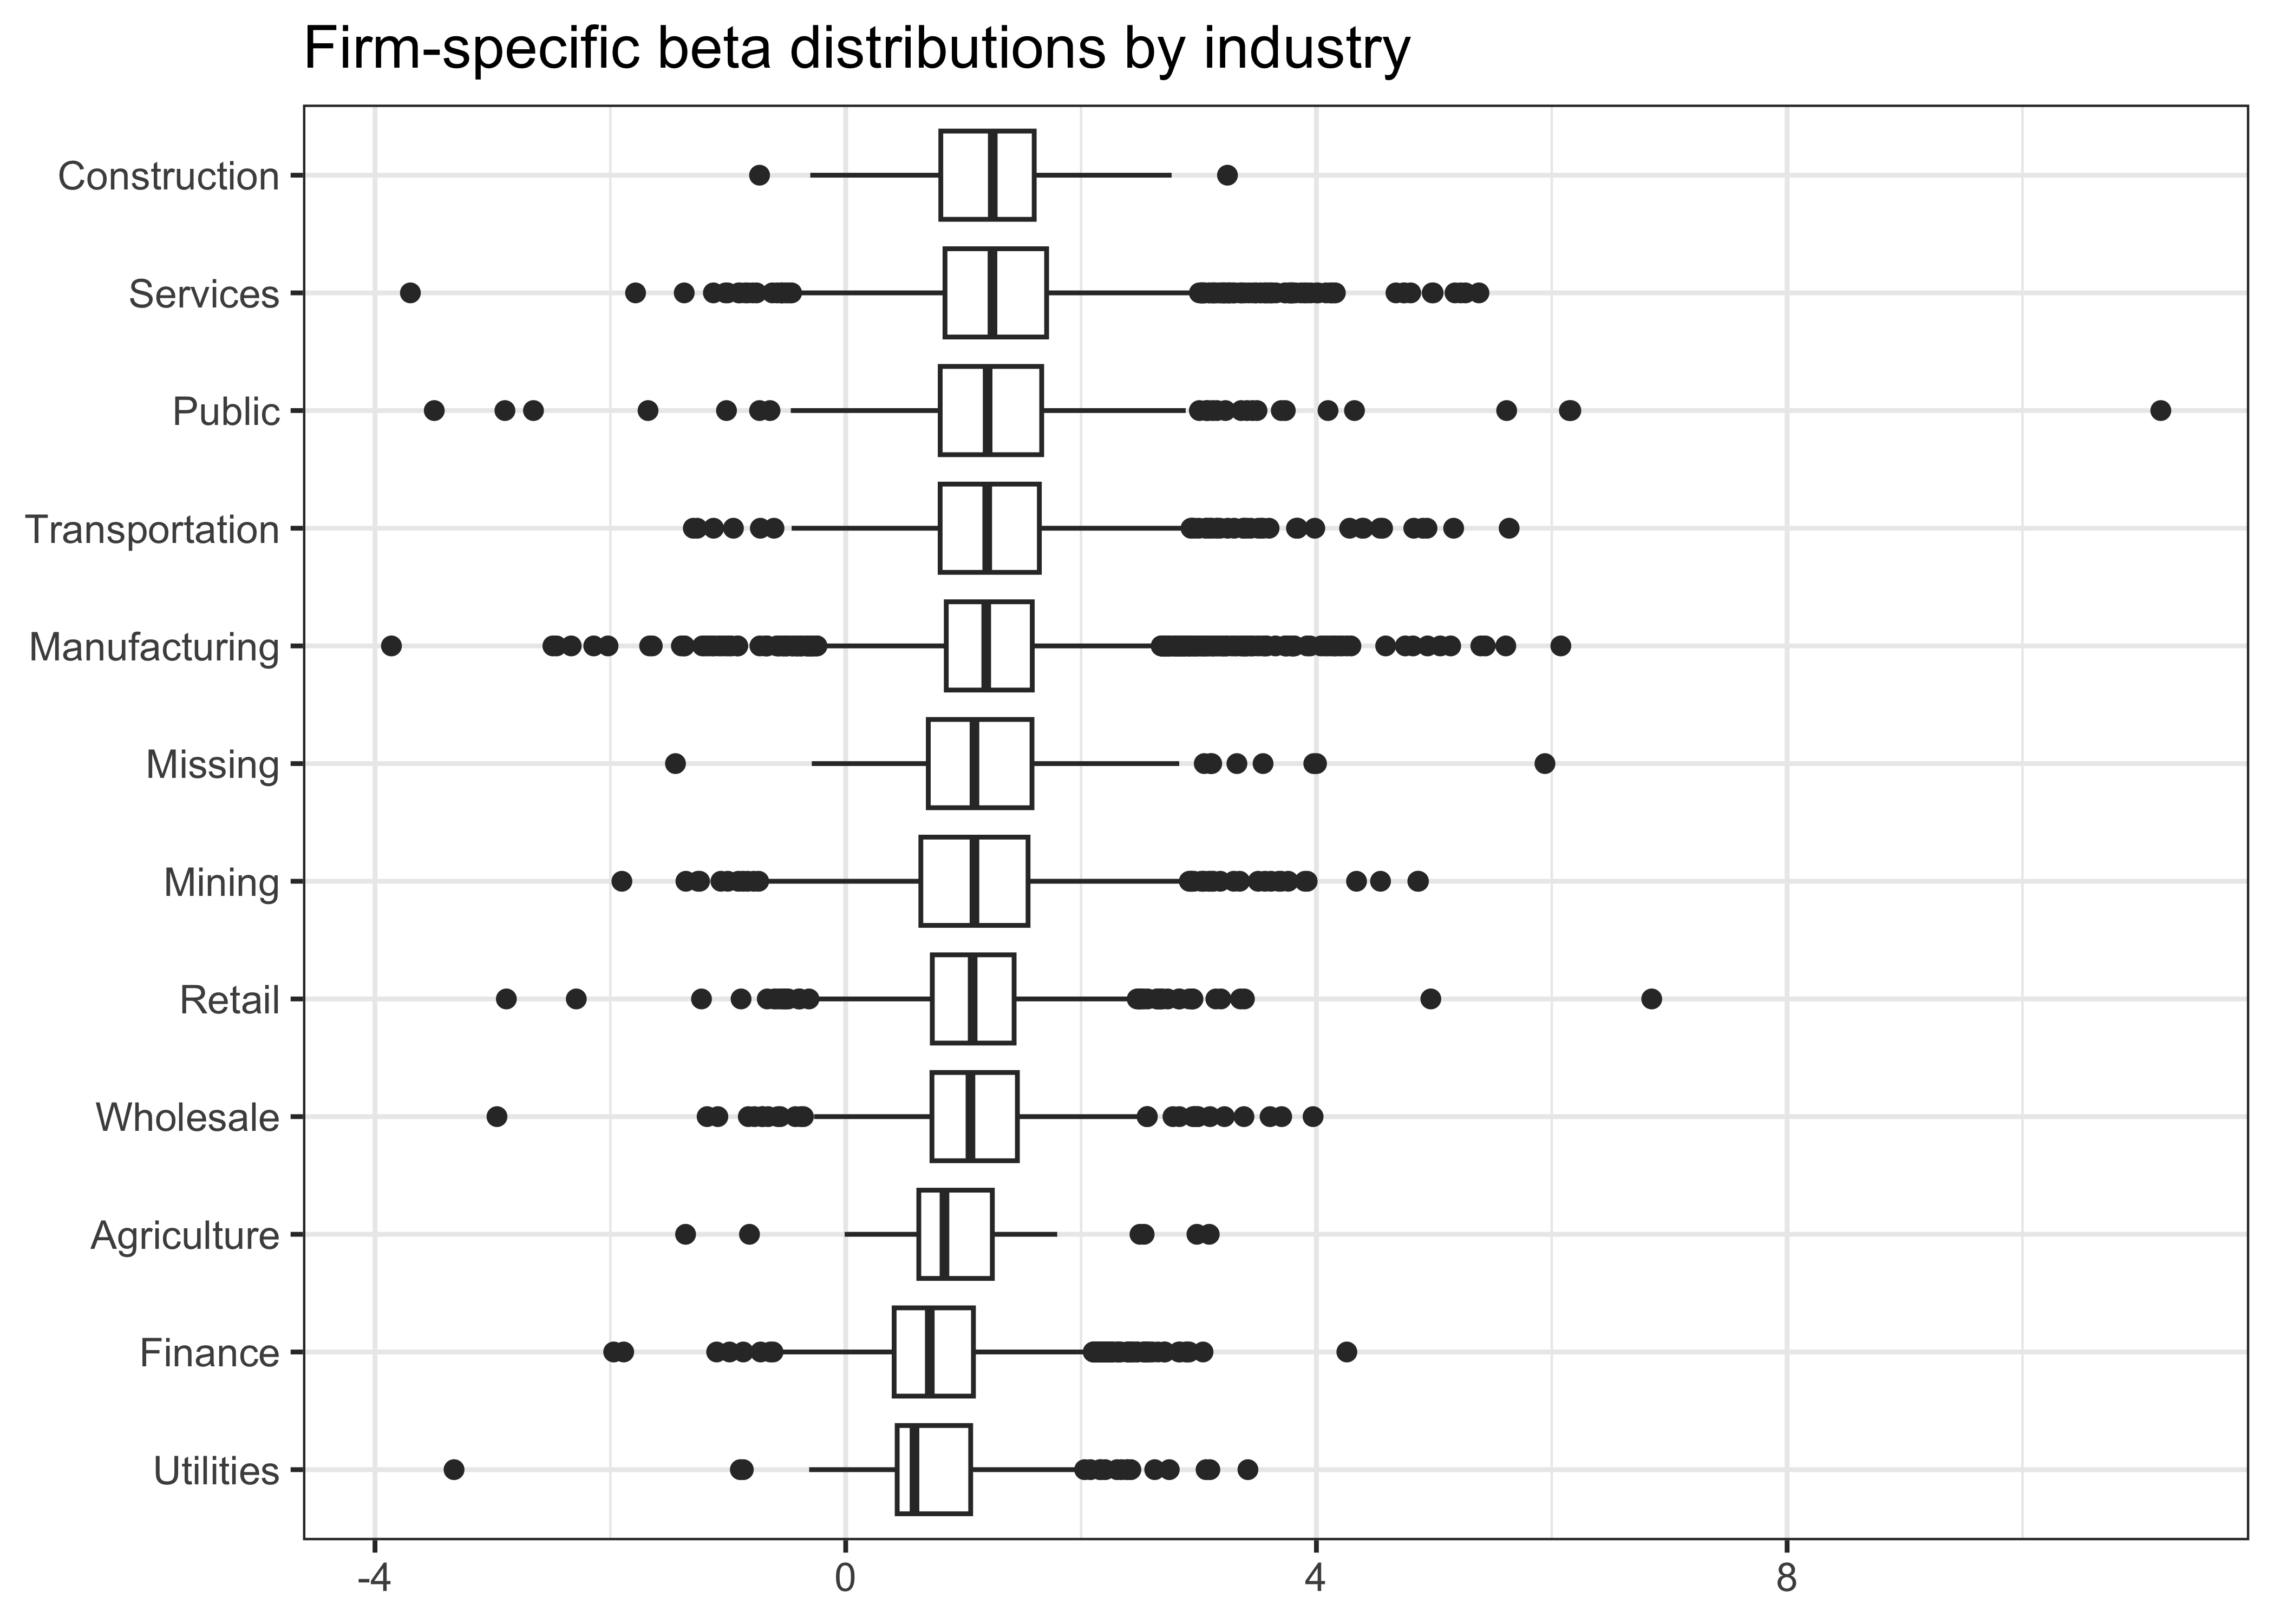 Firm-specific beta distributions by industry
Construction
Services
Public
Transportation
Manufacturing
Missing
Mining
Retail
Wholesale
Agriculture
Finance
Utilities
-4 0 4 8